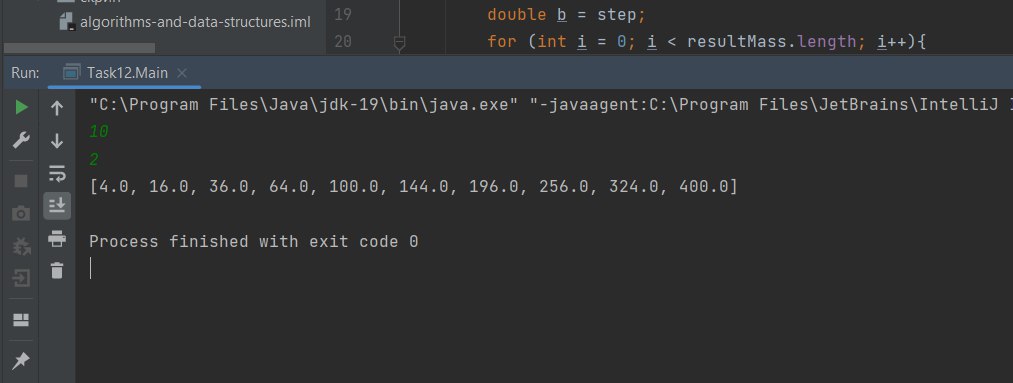 algorithms-and-data-structures.iml
19 double b = step;
20 for (int i = 0; i < resultMass.length; i++){
Run: Task12.Main ×
"C:\Program Files\Java\jdk-19\bin\java.exe" "-javaagent:C:\Program Files\JetBrains\IntelliJ
10
2
[4.0, 16.0, 36.0, 64.0, 100.0, 144.0, 196.0, 256.0, 324.0, 400.0]
Process finished with exit code 0